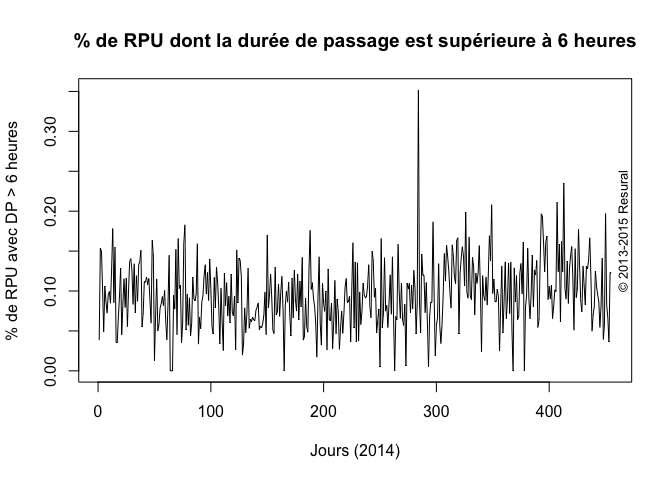 % de RPU dont la durée de passage est supérieure à 6 heures
% de RPU avec DP > 6 heures
0.30
0.20
0.10
0.00
0
100
200
300
400
Jours (2014)
© 2013-2015 Resural